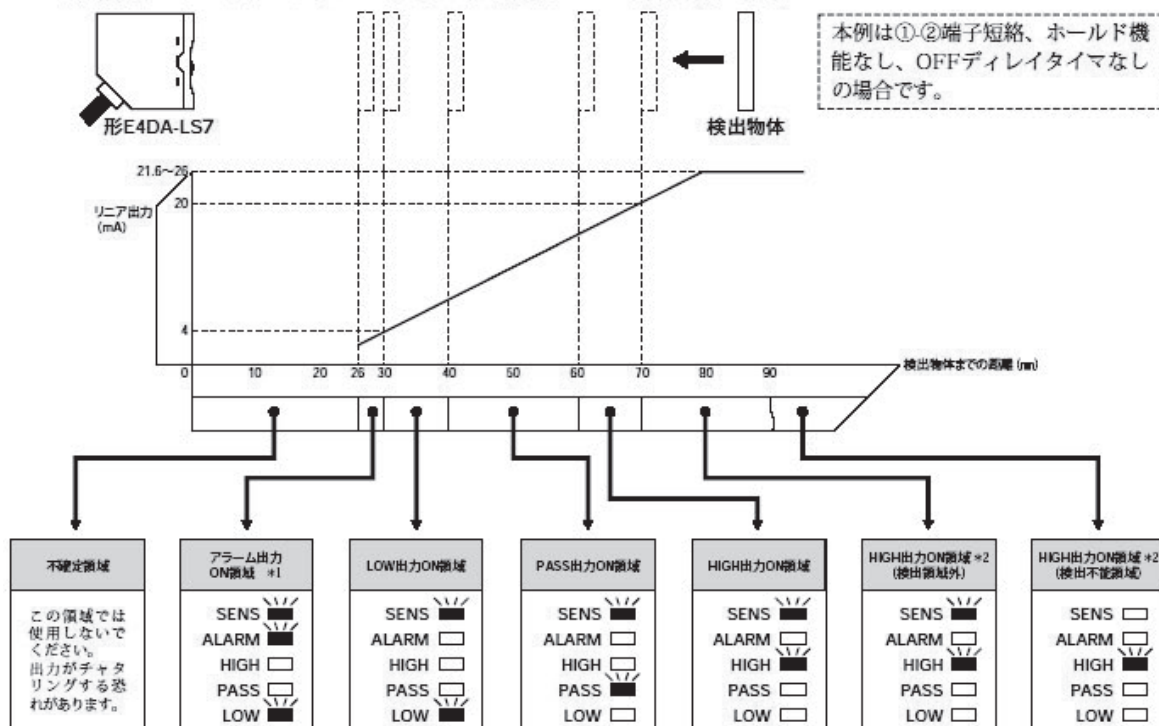 本例は①-②端子短絡、ホールド機
能なし、OFFディレイタイマなし
の場合です。
形E4DA-LS7
検出物体
21.6～26
20
リニア出力
(mA)
4
0
10
20
26
30
40
50
60
70
80
90
検出物体までの距離 (mm)
不確定領域
この領域では
使用しないで
ください。
出力がチャタ
リングする恐
れがあります。
アラーム出力
ON領域 *1
SENS
ALARM
HIGH
PASS
LOW
LOW出力ON領域
SENS
ALARM
HIGH
PASS
LOW
PASS出力ON領域
SENS
ALARM
HIGH
PASS
LOW
HIGH出力ON領域
SENS
ALARM
HIGH
PASS
LOW
HIGH出力ON領域 *2
(検出領域外)
SENS
ALARM
HIGH
PASS
LOW
HIGH出力ON領域 *2
(検出不能領域)
SENS
ALARM
HIGH
PASS
LOW